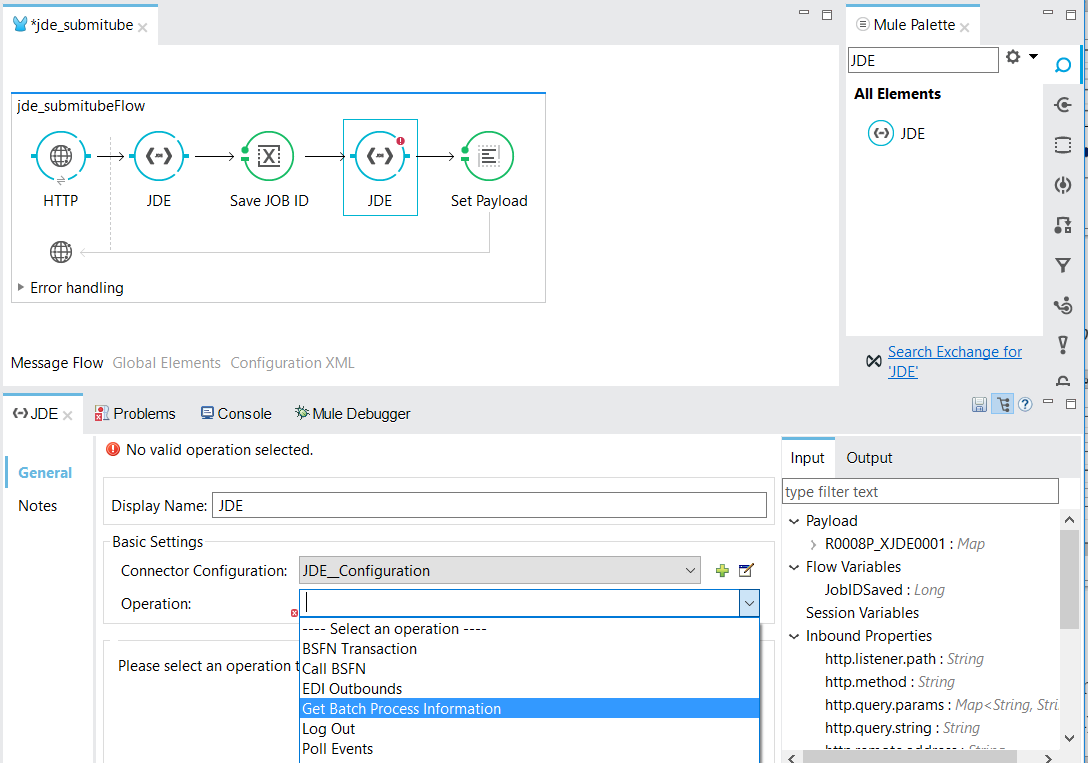 *jde_submitube
Mule Palette
JDE
All Elements
JDE
jde_submitubeFlow
HTTP
JDE
Save JOB ID
JDE
Set Payload
Error handling
Message Flow Global Elements Configuration XML
Search Exchange for
'JDE'
JDE
Problems
Console
Mule Debugger
General
Notes
No valid operation selected.
Display Name: JDE
Basic Settings
Connector Configuration: JDE__Configuration
Operation:
---- Select an operation ----
BSFN Transaction
Please select an operation t
Call BSFN
EDI Outbounds
Get Batch Process Information
Log Out
Poll Events
Input Output
type filter text
Payload
R0008P_XJDE0001 : Map
Flow Variables
JobIDSaved : Long
Session Variables
Inbound Properties
http.listener.path : String
http.method : String
http.query.params : Map<String, Stri
http.query.string : String
http.remote.address : String